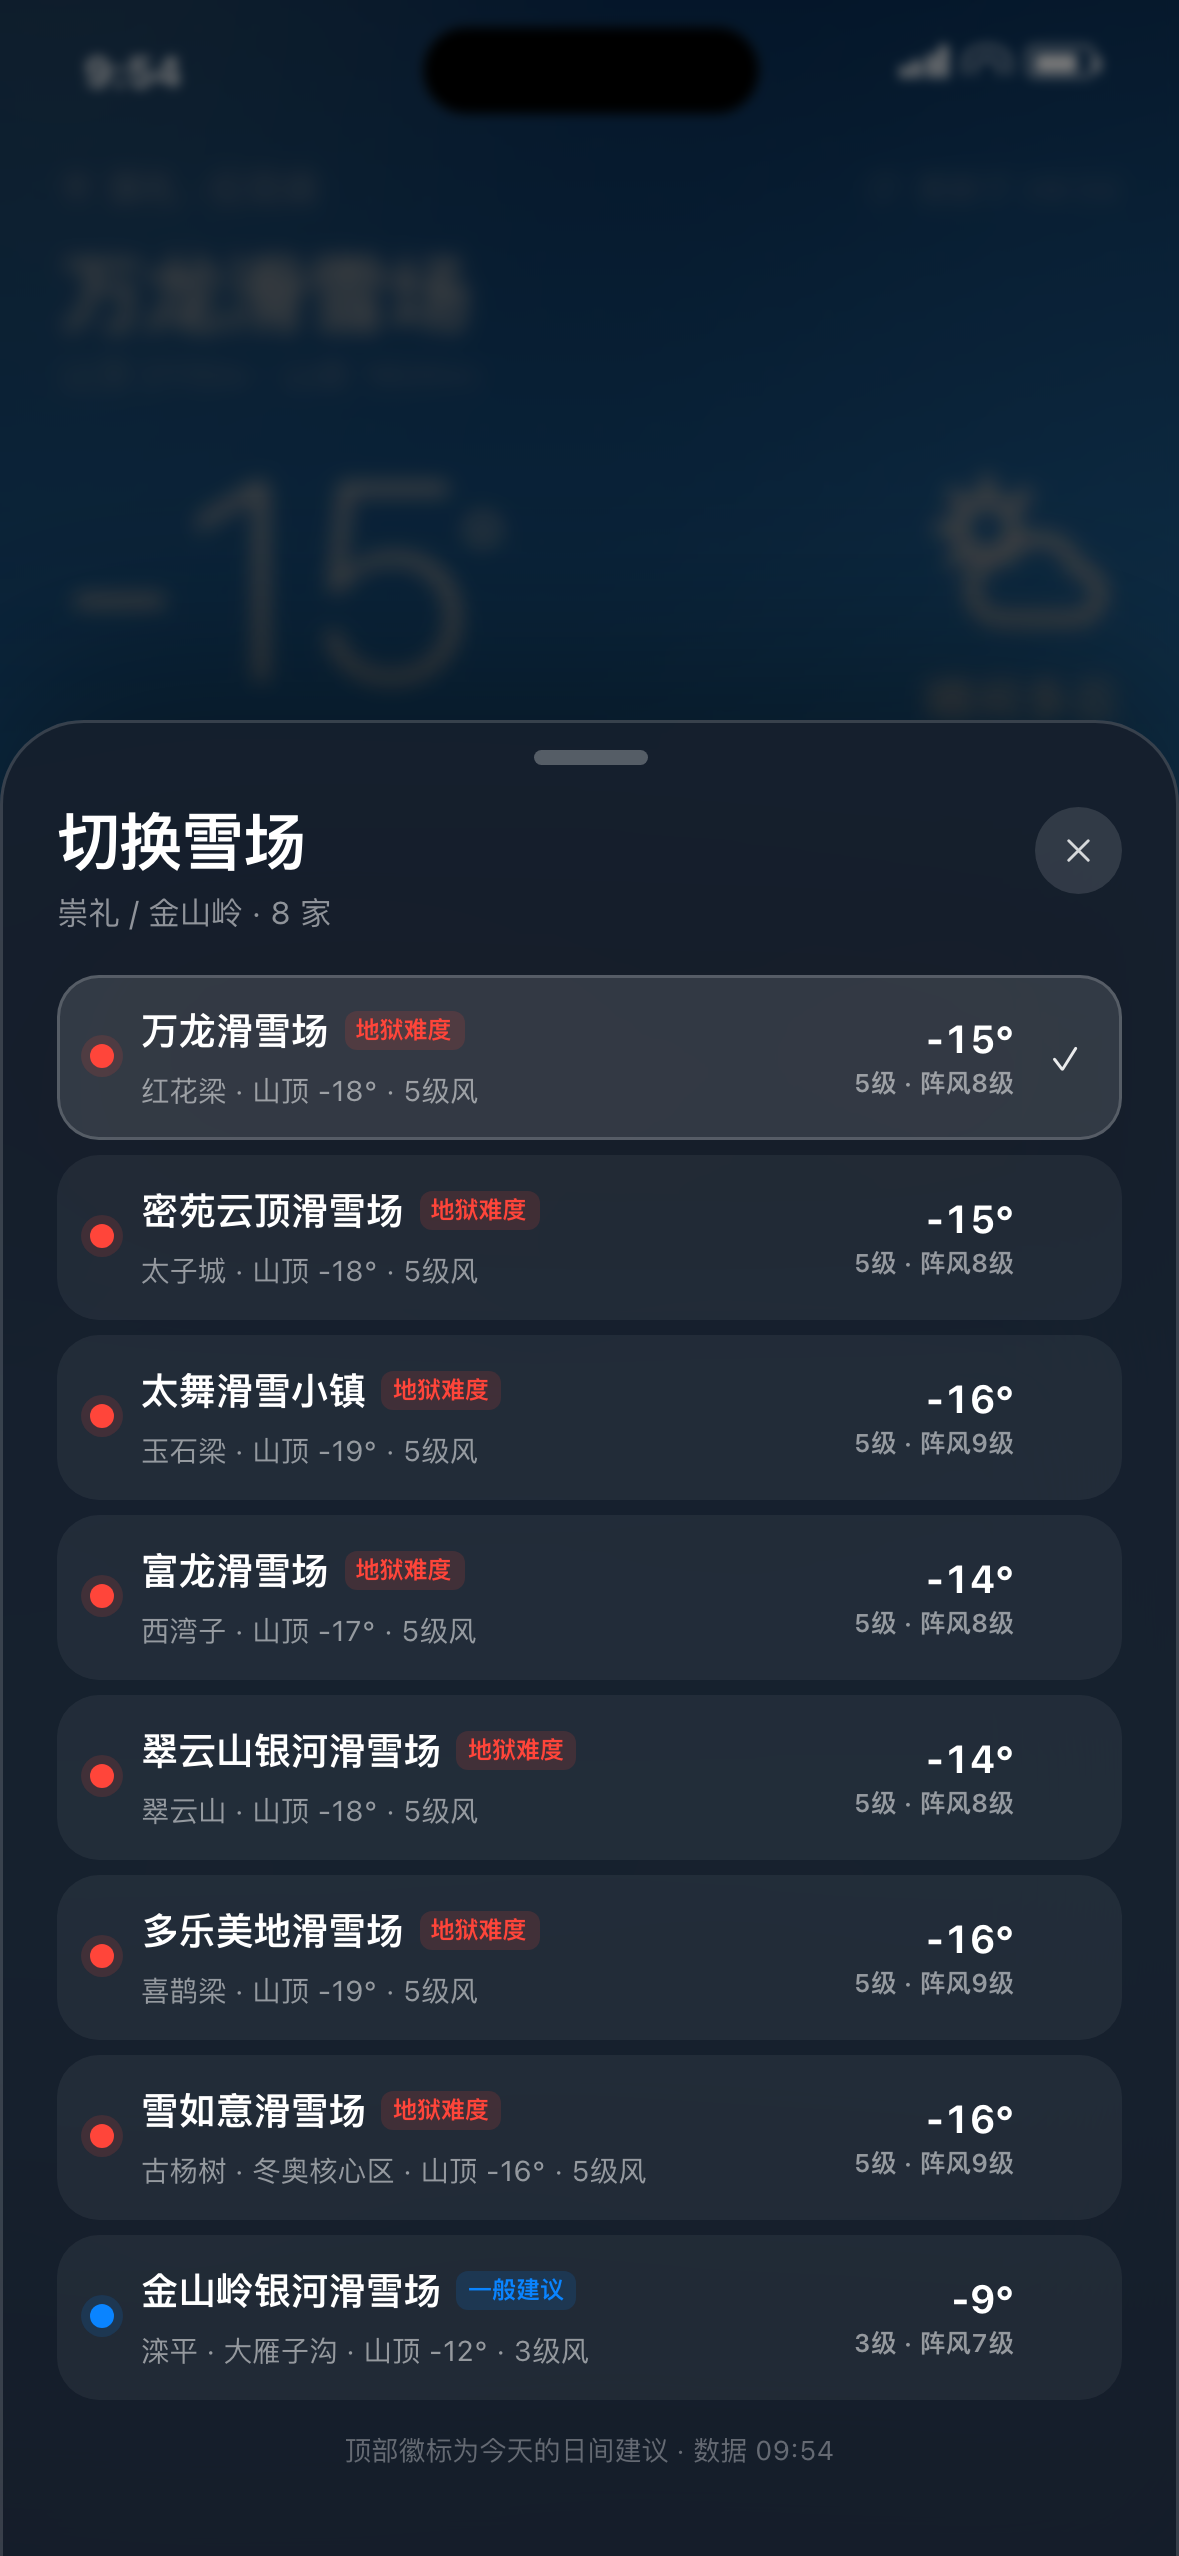 9:54
万龙滑雪场
-15°
切换雪场
崇礼 / 金山岭 · 8 家
万龙滑雪场 地狱难度
红花梁 · 山顶 -18° · 5级风
-15°
5级 · 阵风8级
密苑云顶滑雪场 地狱难度
太子城 · 山顶 -18° · 5级风
-15°
5级 · 阵风8级
太舞滑雪小镇 地狱难度
玉石梁 · 山顶 -19° · 5级风
-16°
5级 · 阵风9级
富龙滑雪场 地狱难度
西湾子 · 山顶 -17° · 5级风
-14°
5级 · 阵风8级
翠云山银河滑雪场 地狱难度
翠云山 · 山顶 -18° · 5级风
-14°
5级 · 阵风8级
多乐美地滑雪场 地狱难度
喜鹊梁 · 山顶 -19° · 5级风
-16°
5级 · 阵风9级
雪如意滑雪场 地狱难度
古杨树 · 冬奥核心区 · 山顶 -16° · 5级风
-16°
5级 · 阵风9级
金山岭银河滑雪场 一般建议
滦平 · 大雁子沟 · 山顶 -12° · 3级风
-9°
3级 · 阵风7级
顶部徽标为今天的日间建议 · 数据 09:54